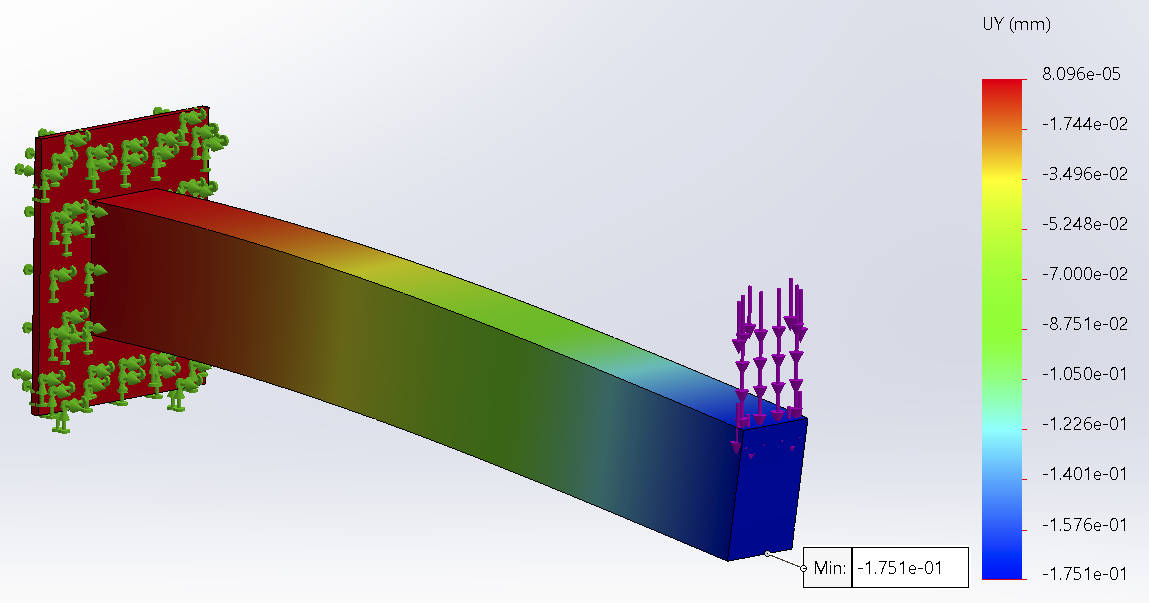 UY (mm)
8.096e-05
-1.744e-02
-3.496e-02
-5.248e-02
-7.000e-02
-8.751e-02
-1.050e-01
-1.226e-01
-1.401e-01
-1.576e-01
-1.751e-01
Min: -1.751e-01